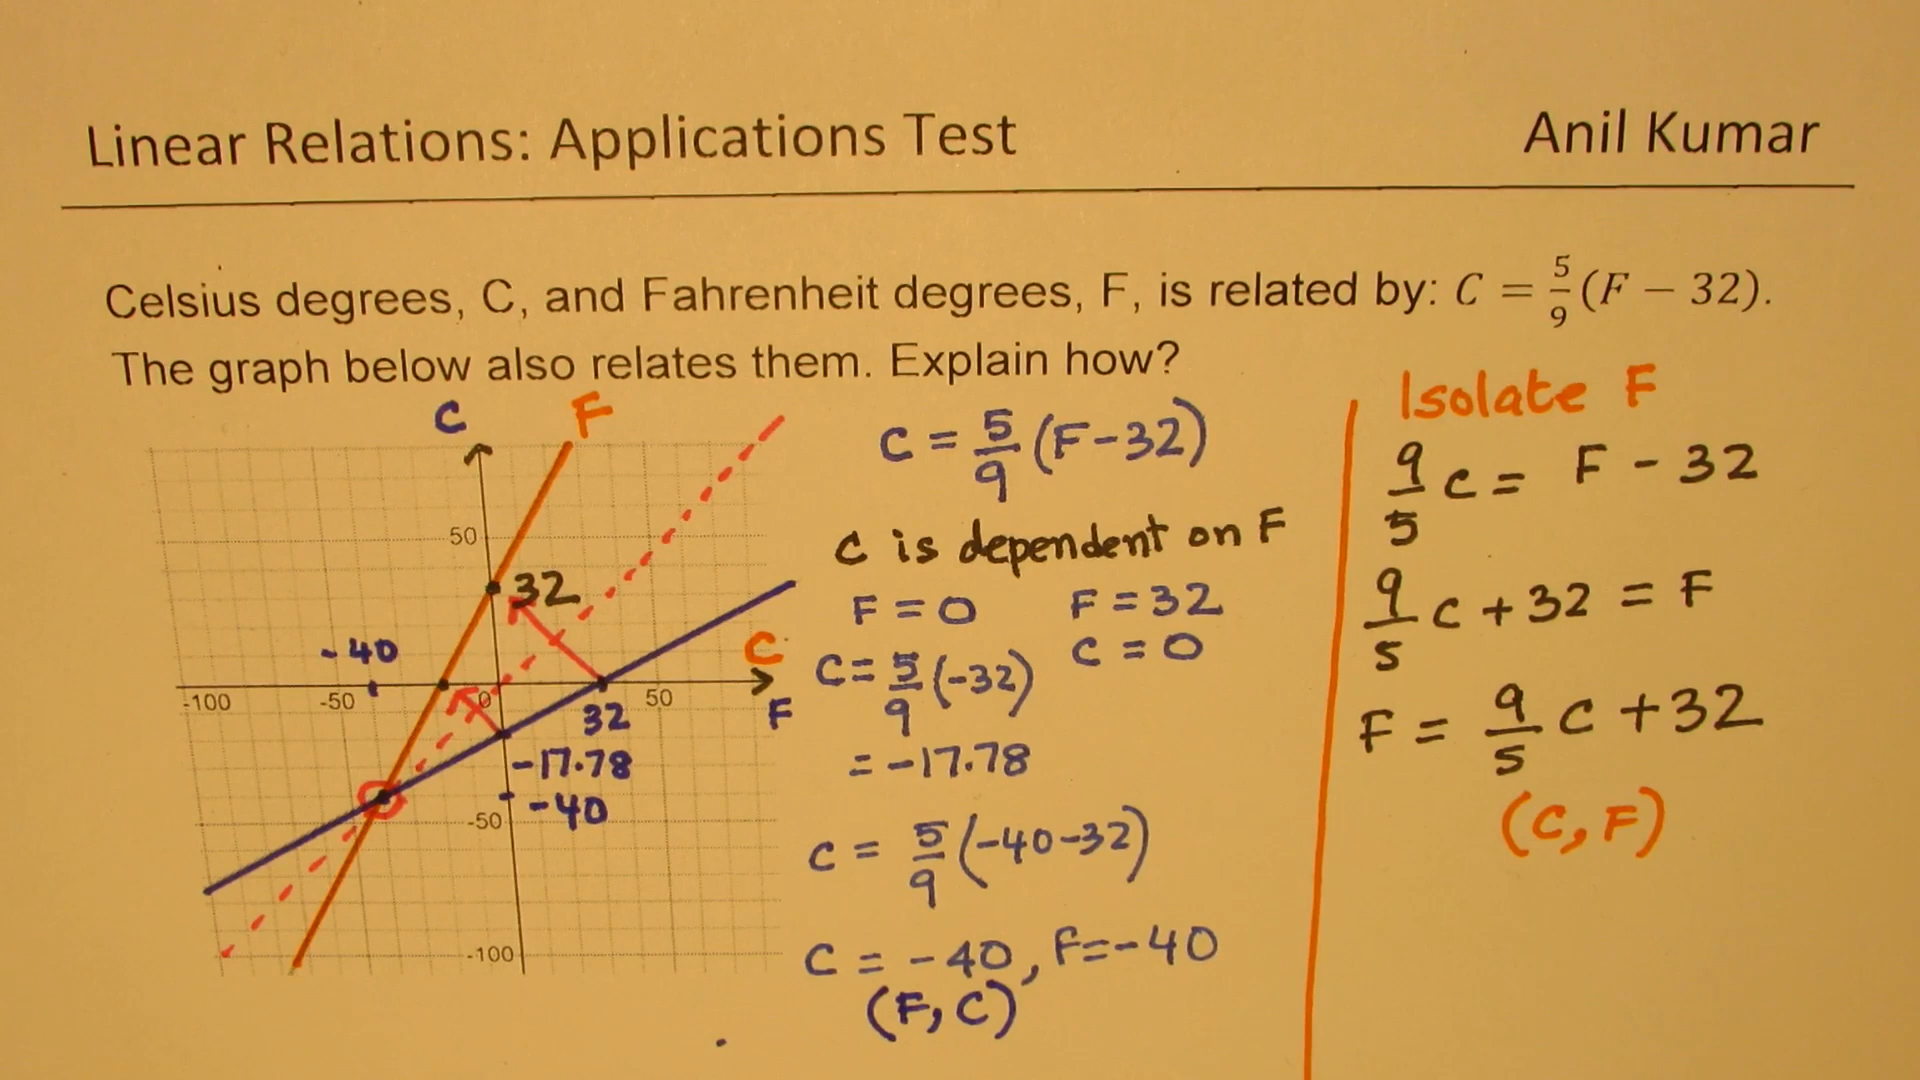 Linear Relations: Applications Test
Anil Kumar
Celsius degrees, C, and Fahrenheit degrees, F, is related by: C = 5/9 (F − 32).
The graph below also relates them. Explain how?
C
F
50
32
-40
-100
-50
0
50
C
F
32
-17.78
-40
-50
-100
C = 5/9 (F-32)
C is dependent on F
F = 0
F = 32
C = 5/9 (-32)
C = 0
= -17.78
C = 5/9 (-40-32)
C = -40, F=-40
(F, C)
Isolate F
9/5 C = F - 32
9/5 C + 32 = F
F = 9/5 C + 32
(C, F)